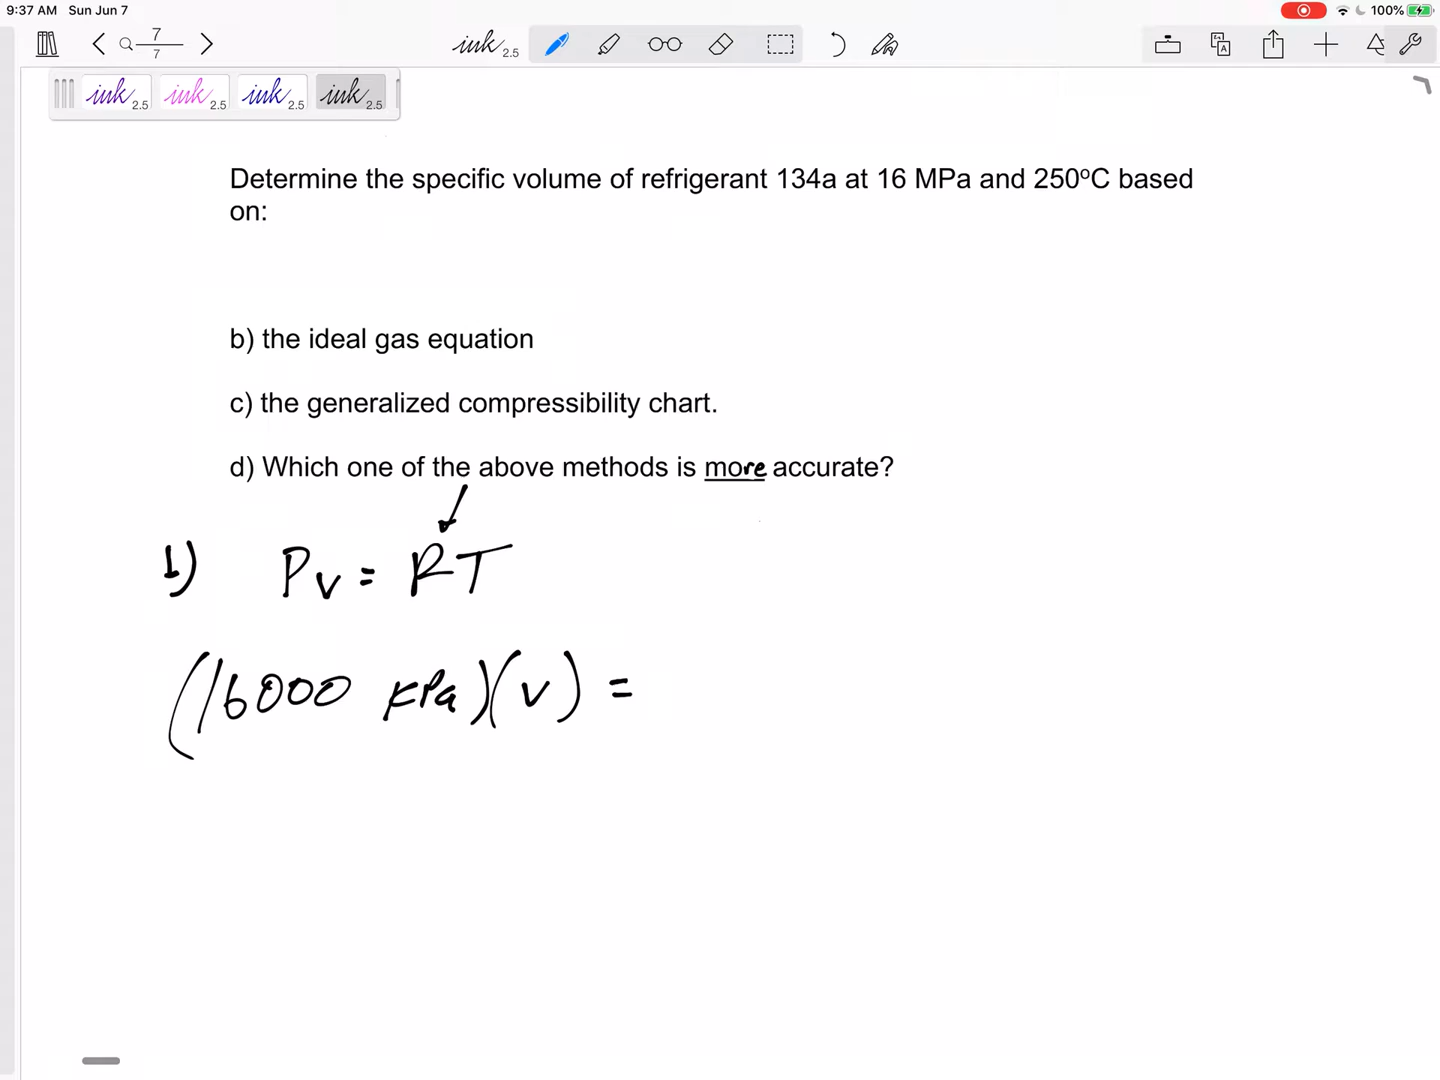 9:37 AM Sun Jun 7
100%
7
7
ink 2.5
ink 2.5 ink 2.5 ink 2.5 ink 2.5
Determine the specific volume of refrigerant 134a at 16 MPa and 250ºC based
on:
b) the ideal gas equation
c) the generalized compressibility chart.
d) Which one of the above methods is more accurate?
1) Pv = RT
(16000 kPa)(v) =